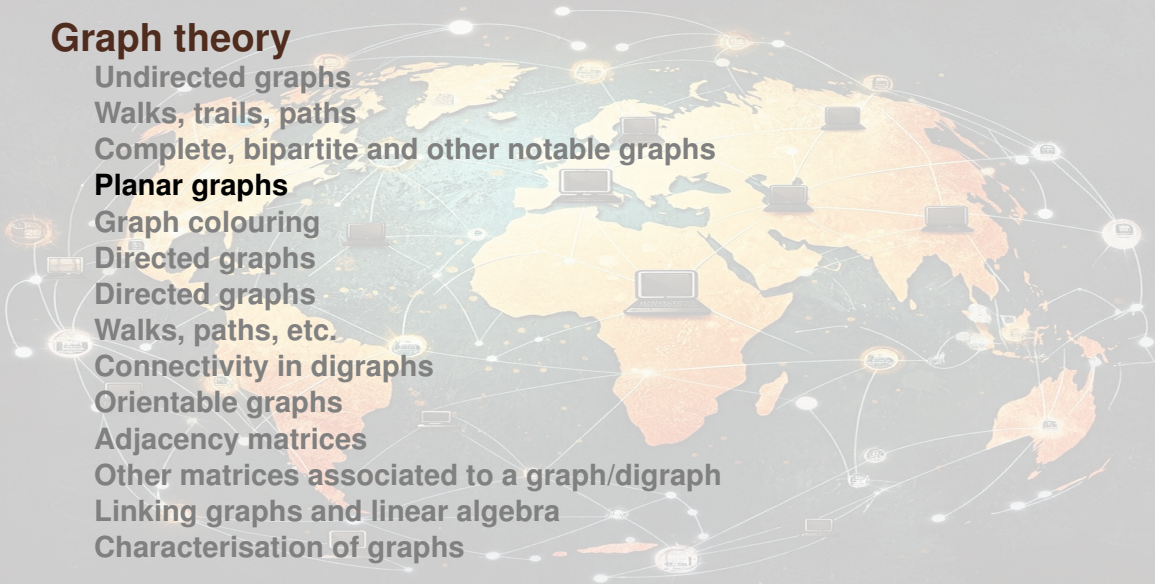 Graph theory
Undirected graphs
Walks, trails, paths
Complete, bipartite and other notable graphs
Planar graphs
Graph colouring
Directed graphs
Directed graphs
Walks, paths, etc.
Connectivity in digraphs
Orientable graphs
Adjacency matrices
Other matrices associated to a graph/digraph
Linking graphs and linear algebra
Characterisation of graphs